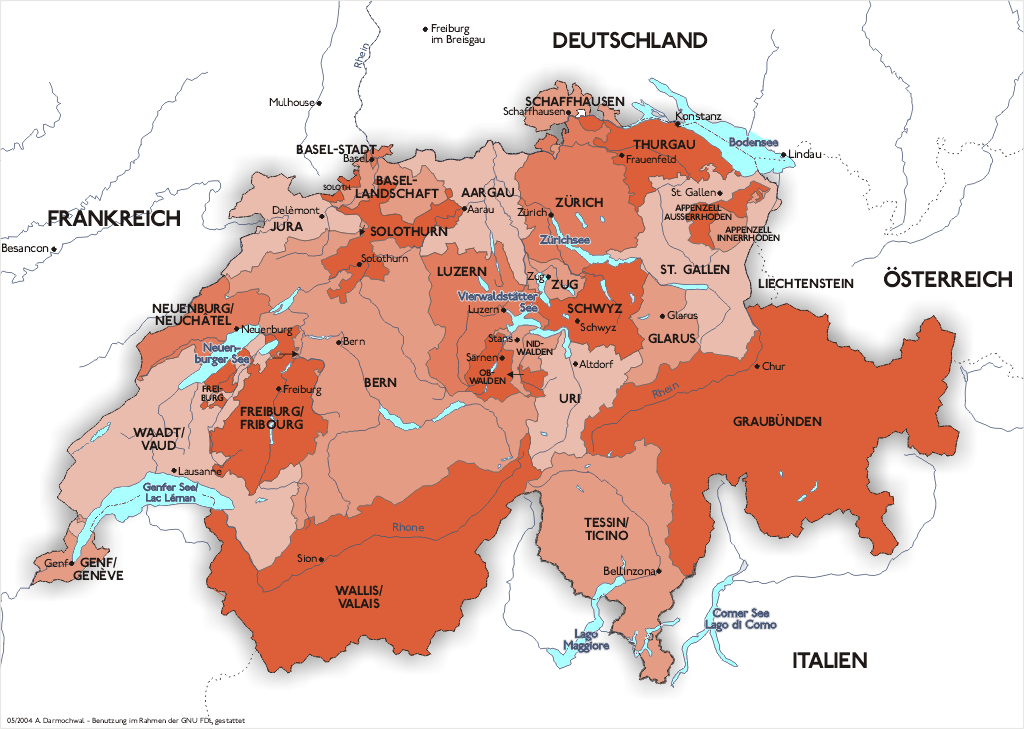 Freiburg
im Breisgau
DEUTSCHLAND
Rhein
Mulhouse
SCHAFFHAUSEN
Schaffhausen
Konstanz
Bodensee
Lindau
THURGAU
Frauenfeld
BASEL-STADT
Basel
SOLOTH.
BASEL-
LANDSCHAFT
AARGAU
Aarau
ZÜRICH
Zürich
Zürichsee
St. Gallen
APPENZELL
AUSSERRHODEN
APPENZELL
INNERRHODEN
FRANKREICH
Besançon
Delèmont
JURA
SOLOTHURN
Solothurn
LUZERN
Zug
ZUG
ST. GALLEN
LIECHTENSTEIN
ÖSTERREICH
Vierwaldstätter
See
Luzern
SCHWYZ
Schwyz
Glarus
GLARUS
NEUENBURG/
NEUCHÂTEL
Neuenburg
Neuen-
burger See
Bern
Stans
NID-
WALDEN
Sarnen
OB-
WALDEN
Altdorf
Chur
BERN
FREI-
BURG
Freiburg
FREIBURG/
FRIBOURG
URI
Rhein
GRAUBÜNDEN
WAADT/
VAUD
Lausanne
Genfer See/
Lac Léman
Rhone
TESSIN/
TICINO
Genf
GENF/
GENÈVE
Sion
WALLIS/
VALAIS
Bellinzona
Lago
Maggiore
Comer See
Lago di Como
ITALIEN
05/2004 A. Darmochwal - Benutzung im Rahmen der GNU FDL gestattet